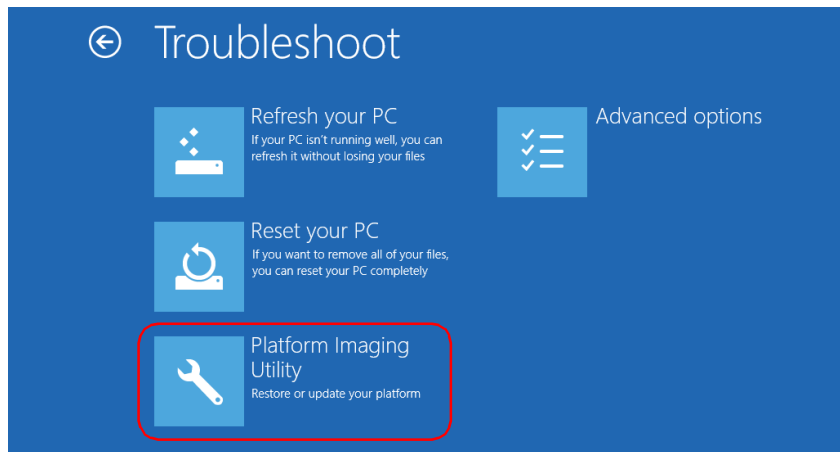 Troubleshoot
Refresh your PC
If your PC isn't running well, you can
refresh it without losing your files
Advanced options
Reset your PC
If you want to remove all of your files,
you can reset your PC completely
Platform Imaging
Utility
Restore or update your platform